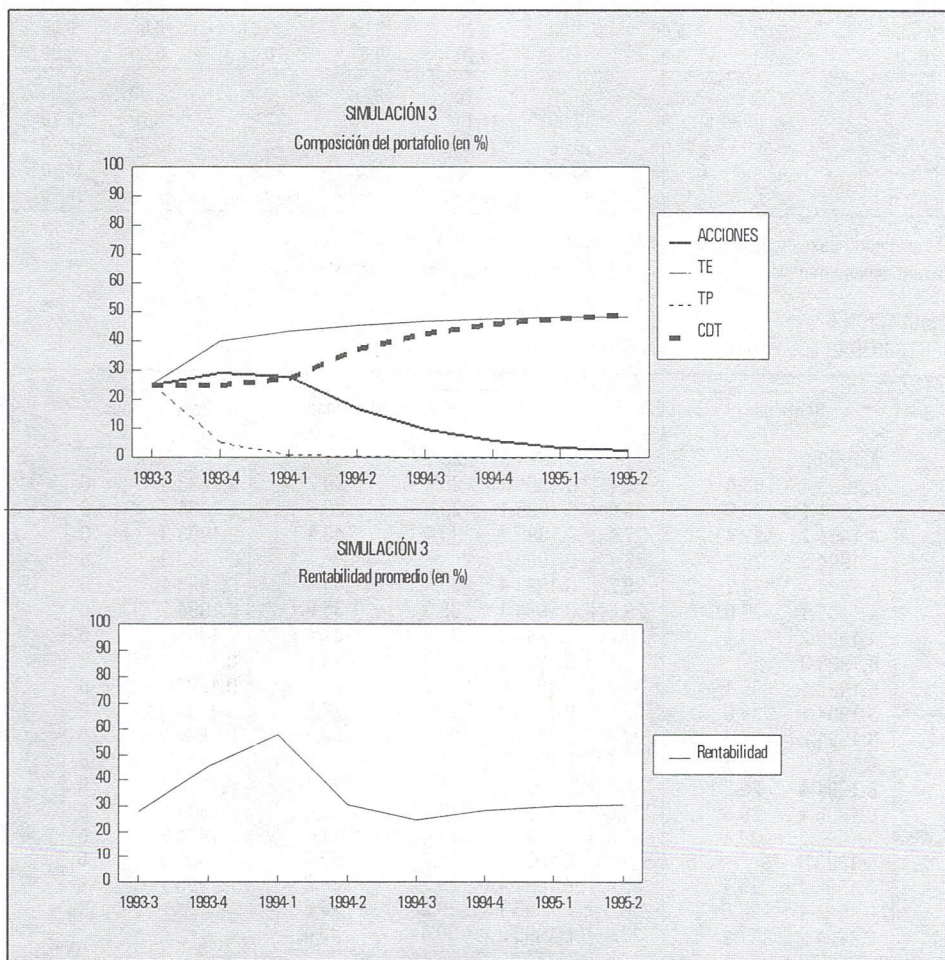 SIMULACIÓN 3
Composición del portafolio (en %)
100
90
80
70
60
50
40
30
20
10
0
1993-3 1993-4 1994-1 1994-2 1994-3 1994-4 1995-1 1995-2
ACCIONES
TE
TP
CDT
SIMULACIÓN 3
Rentabilidad promedio (en %)
100
90
80
70
60
50
40
30
20
10
0
1993-3 1993-4 1994-1 1994-2 1994-3 1994-4 1995-1 1995-2
Rentabilidad